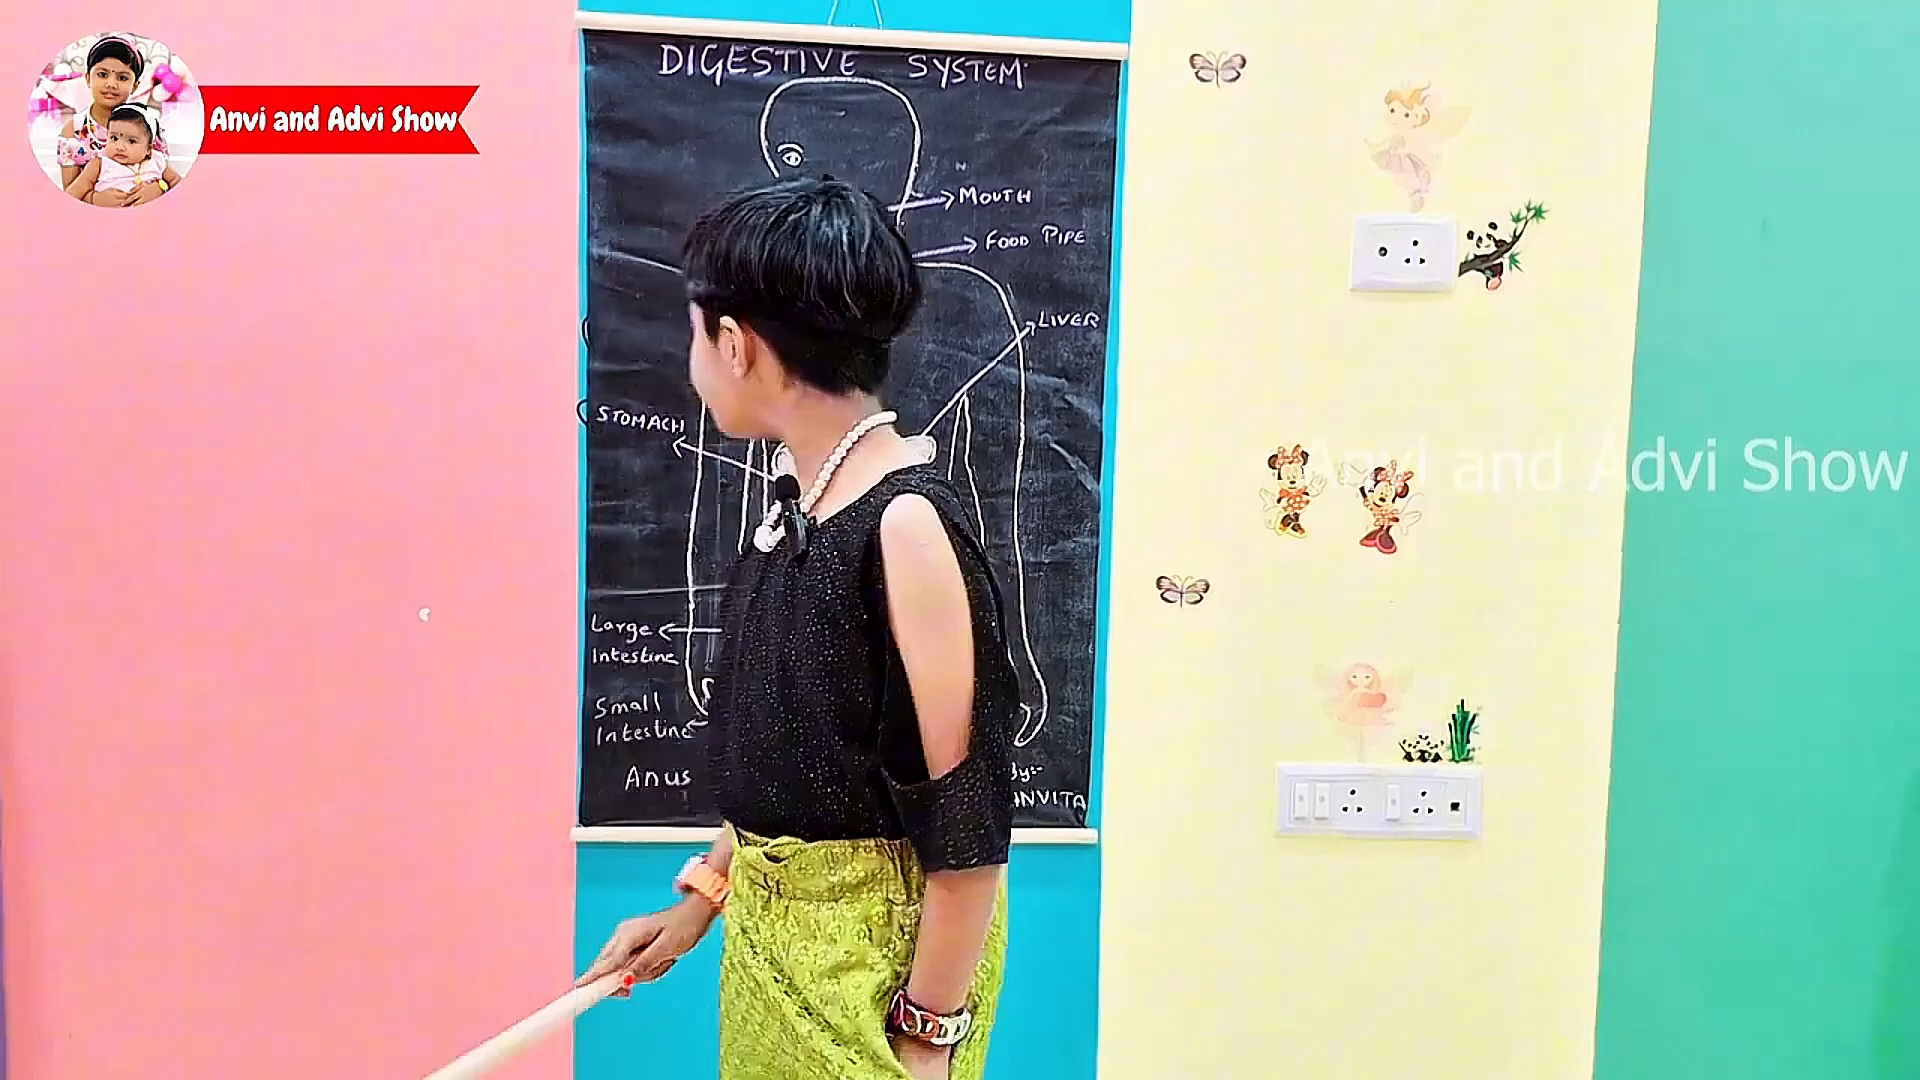 Anvi and Advi Show
DIGESTIVE SYSTEM
MOUTH
FOOD PIPE
LIVER
STOMACH
Anvi and Advi Show
Large
Intestine
Small
Intestine
Anus
By:-
ANVITA